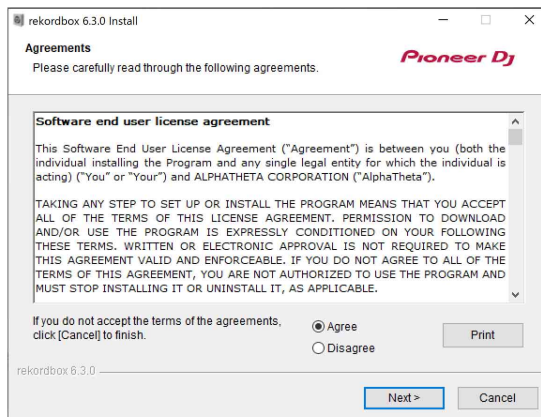 rekordbox 6.3.0 Install
Agreements
Please carefully read through the following agreements.
Pioneer Dj
Software end user license agreement
This Software End User License Agreement (“Agreement”) is between you (both the
individual installing the Program and any single legal entity for which the individual is
acting) (“You” or “Your”) and ALPHATHETA CORPORATION (“AlphaTheta”).
TAKING ANY STEP TO SET UP OR INSTALL THE PROGRAM MEANS THAT YOU ACCEPT
ALL OF THE TERMS OF THIS LICENSE AGREEMENT. PERMISSION TO DOWNLOAD
AND/OR USE THE PROGRAM IS EXPRESSLY CONDITIONED ON YOUR FOLLOWING
THESE TERMS. WRITTEN OR ELECTRONIC APPROVAL IS NOT REQUIRED TO MAKE
THIS AGREEMENT VALID AND ENFORCEABLE. IF YOU DO NOT AGREE TO ALL OF THE
TERMS OF THIS AGREEMENT, YOU ARE NOT AUTHORIZED TO USE THE PROGRAM AND
MUST STOP INSTALLING IT OR UNINSTALL IT, AS APPLICABLE.
If you do not accept the terms of the agreements,
click [Cancel] to finish.
Agree
Disagree
Print
rekordbox 6.3.0
Next >
Cancel